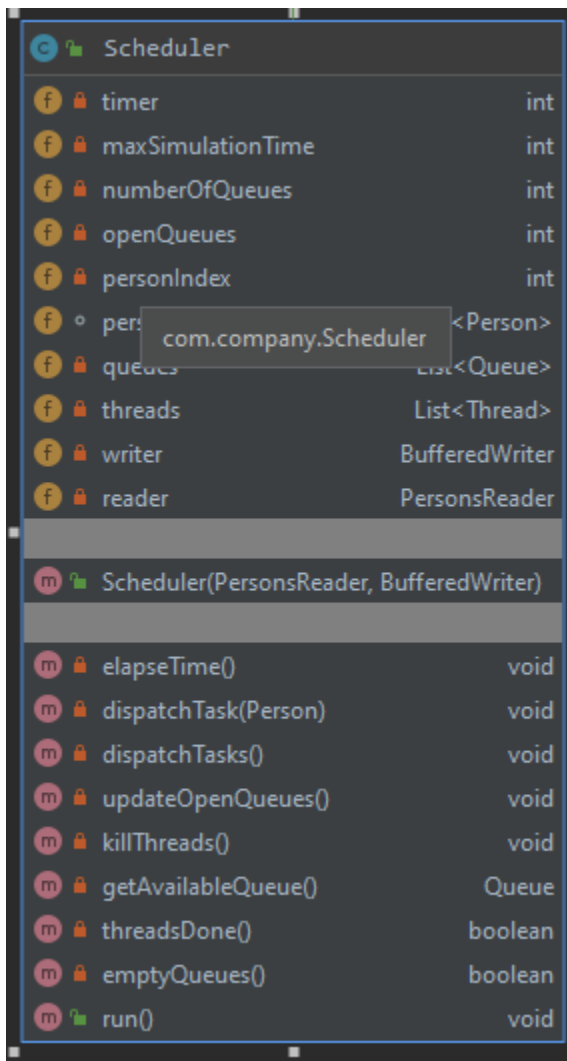 Scheduler
timer int
maxSimulationTime int
numberOfQueues int
openQueues int
personIndex int
<Person>
com.company.Scheduler
queues List<Queue>
threads List<Thread>
writer BufferedWriter
reader PersonsReader
Scheduler(PersonsReader, BufferedWriter)
elapseTime() void
dispatchTask(Person) void
dispatchTasks() void
updateOpenQueues() void
killThreads() void
getAvailableQueue() Queue
threadsDone() boolean
emptyQueues() boolean
run() void